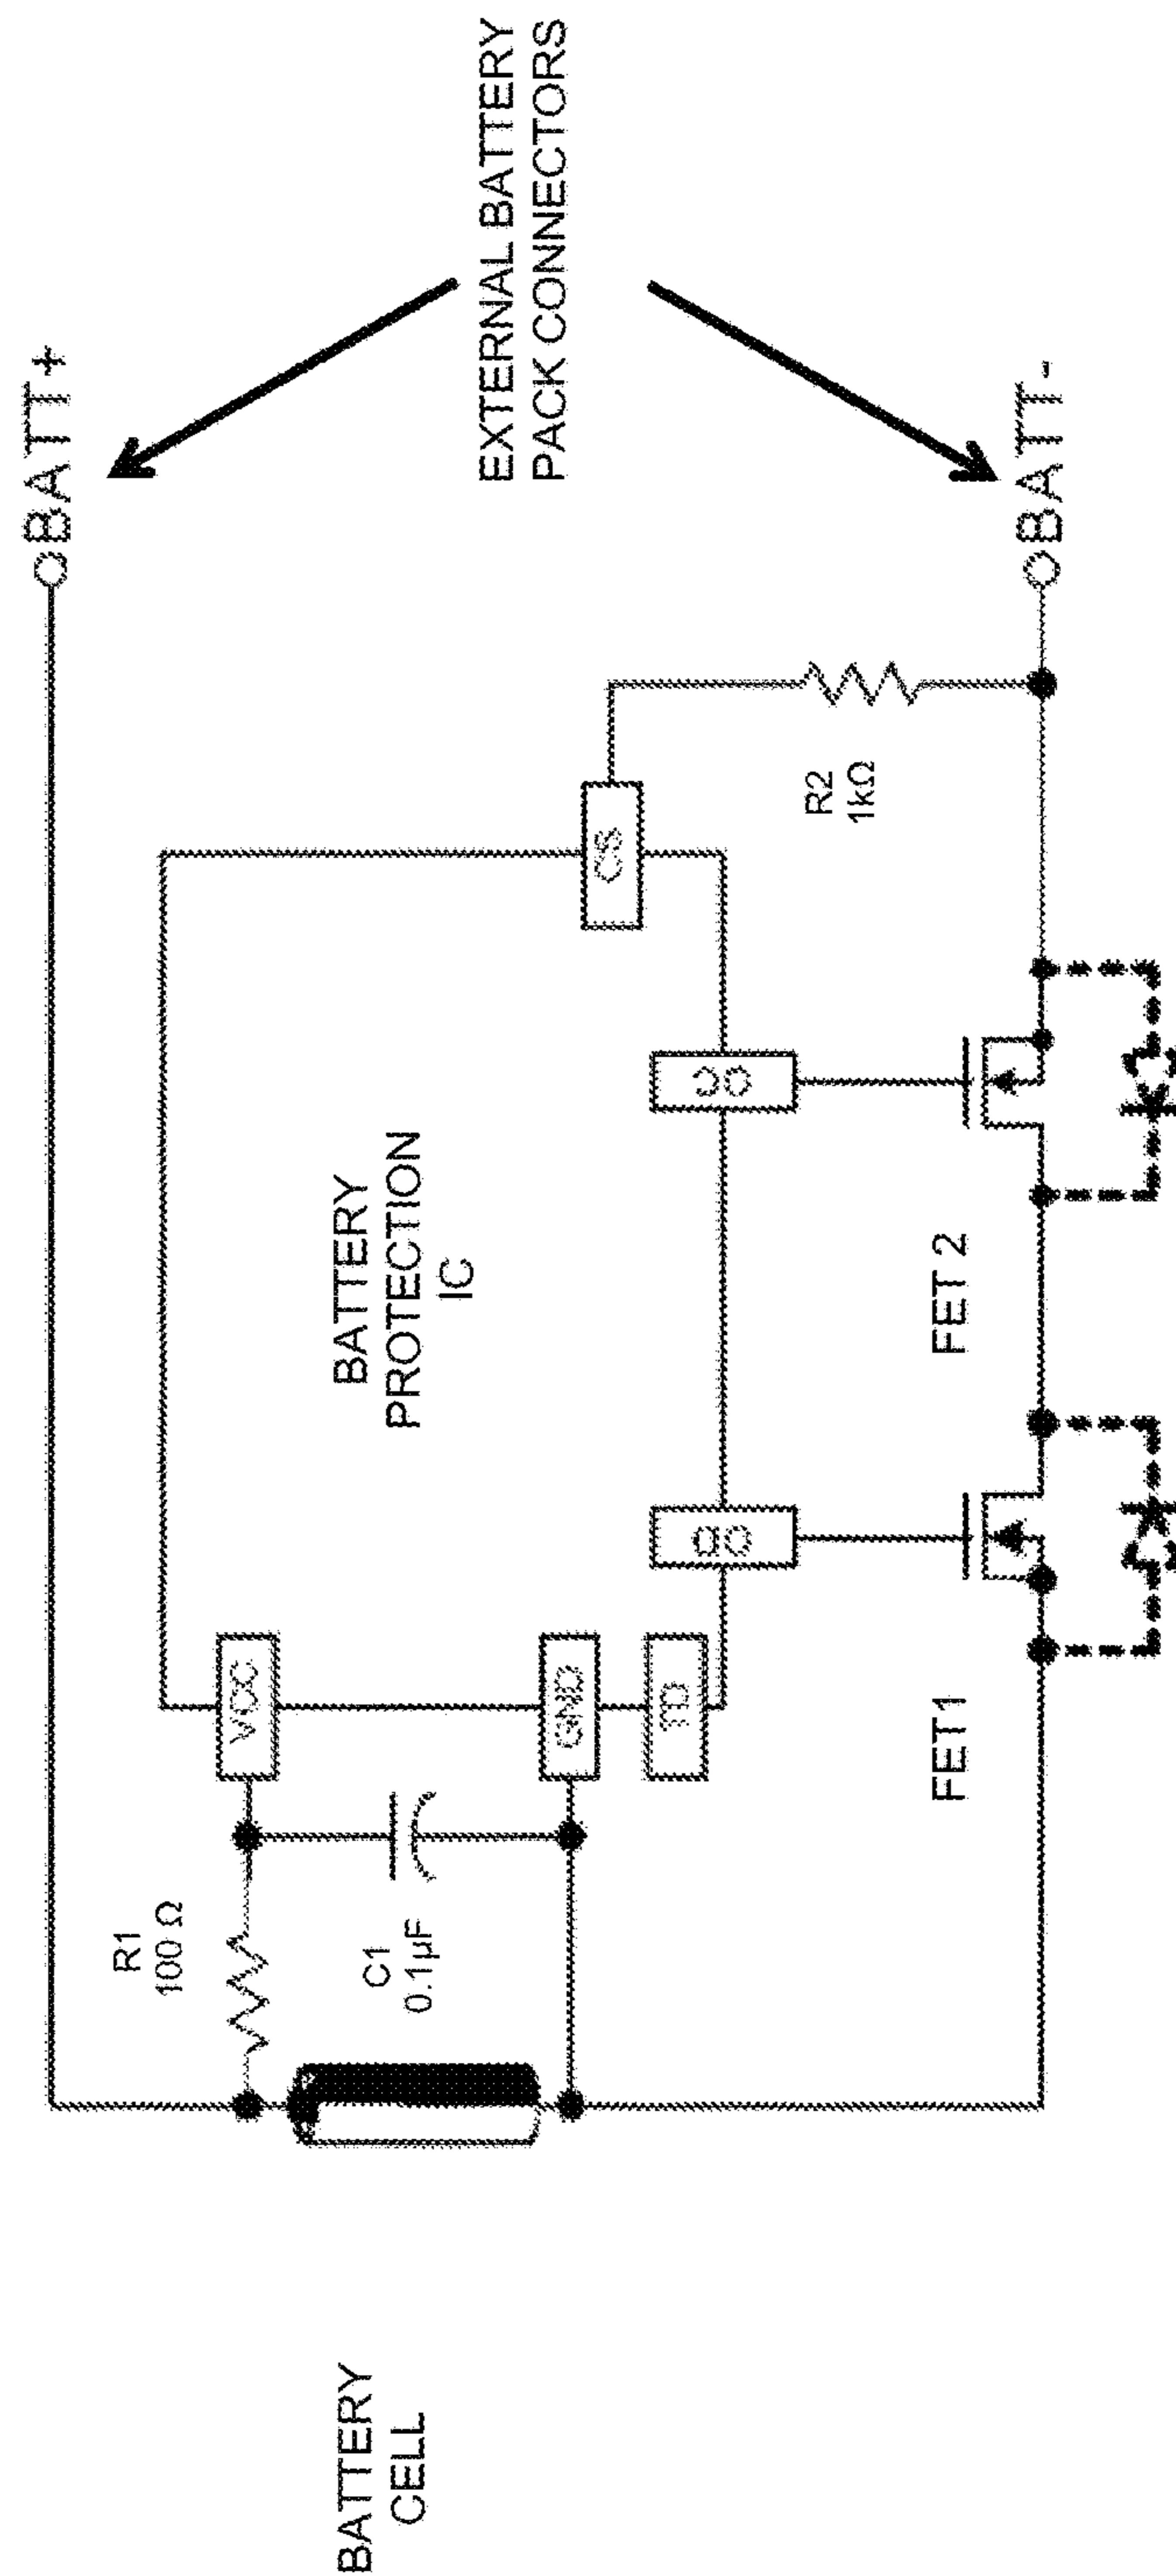 BATT+
EXTERNAL BATTERY
PACK CONNECTORS
BATT-
R1
100 Ω
C1
0.1µF
VCC
GND
TD
BATTERY
PROTECTION
IC
CS
OD
OC
R2
1kΩ
FET1
FET 2
BATTERY
CELL